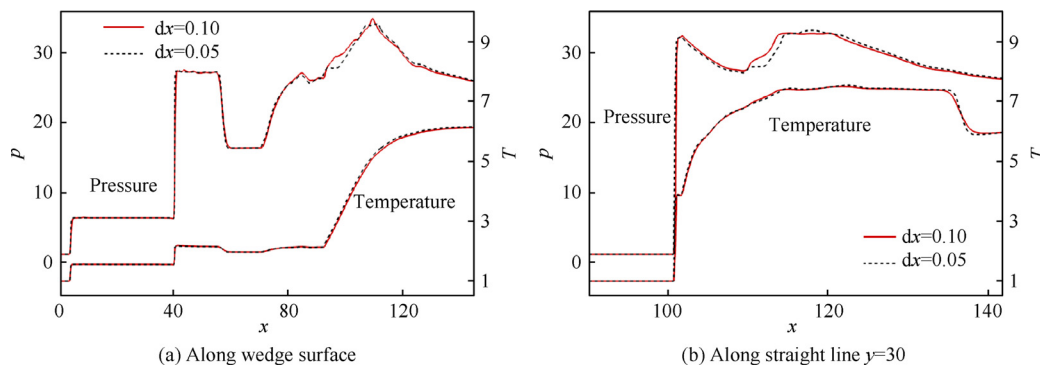 dx=0.10
dx=0.05
30
20
10
0
p
9
7
5
3
1
T
Pressure
Temperature
0
40
80
120
x
(a) Along wedge surface
30
20
10
0
p
9
7
5
3
1
T
Pressure
Temperature
dx=0.10
dx=0.05
100
120
140
x
(b) Along straight line y=30